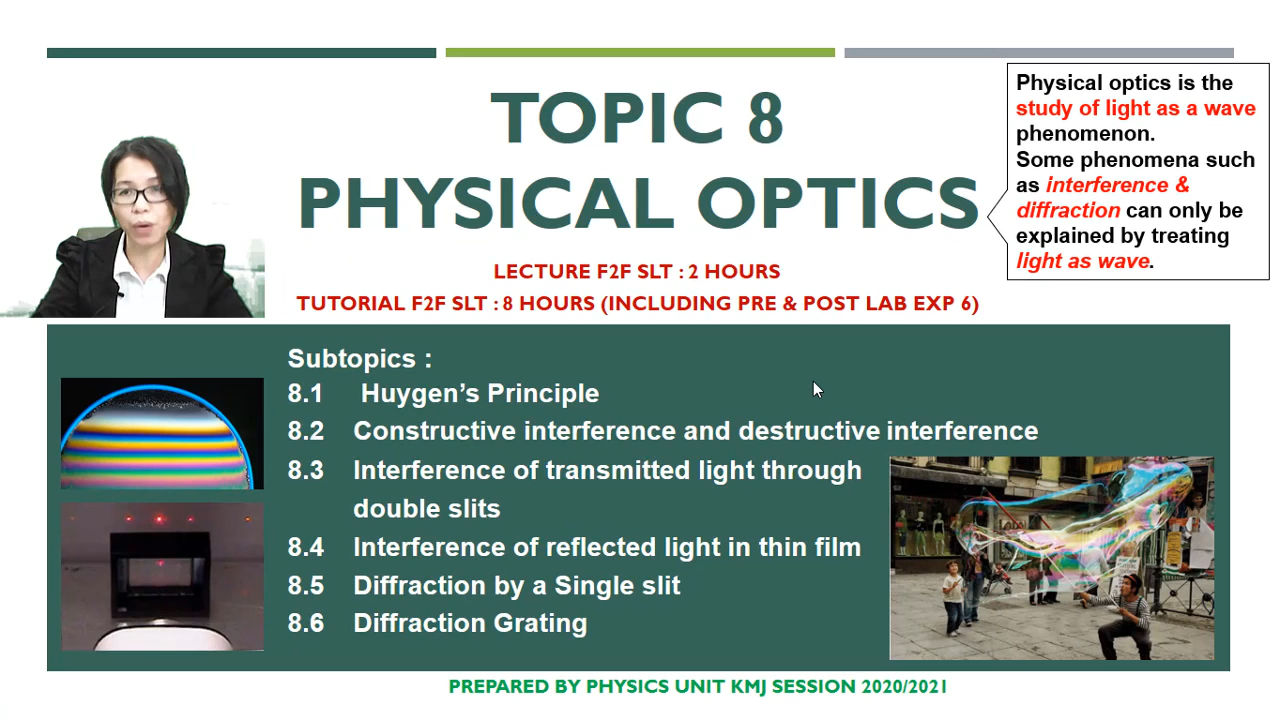 TOPIC 8
PHYSICAL OPTICS
Physical optics is the
study of light as a wave
phenomenon.
Some phenomena such
as interference &
diffraction can only be
explained by treating
light as wave.
LECTURE F2F SLT : 2 HOURS
TUTORIAL F2F SLT : 8 HOURS (INCLUDING PRE & POST LAB EXP 6)
Subtopics :
8.1 Huygen’s Principle
8.2 Constructive interference and destructive interference
8.3 Interference of transmitted light through
double slits
8.4 Interference of reflected light in thin film
8.5 Diffraction by a Single slit
8.6 Diffraction Grating
PREPARED BY PHYSICS UNIT KMJ SESSION 2020/2021